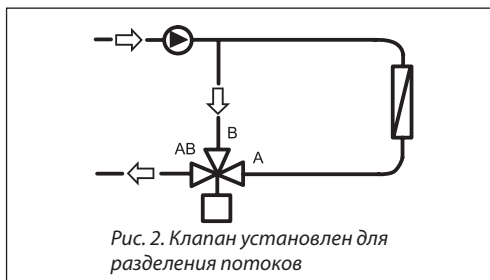 B
AB
A
Рис. 2. Клапан установлен для
разделения потоков